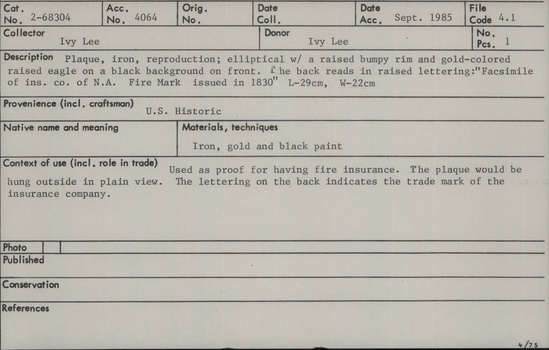 Cat. No. 2-68304 Acc. No. 4064 Orig. No. Date Coll. Date Acc. Sept. 1985 File Code 4.1
Collector Ivy Lee Donor Ivy Lee No. Pcs. 1
Description Plaque, iron, reproduction; elliptical w/ a raised bumpy rim and gold-colored
raised eagle on a black background on front. The back reads in raised lettering:"Facsimile
of ins. co. of N.A. Fire Mark issued in 1830" L-29cm, W-22cm
Provenience (incl. craftsman) U.S. Historic
Native name and meaning Materials, techniques
Iron, gold and black paint
Context of use (incl. role in trade) Used as proof for having fire insurance. The plaque would be
hung outside in plain view. The lettering on the back indicates the trade mark of the
insurance company.
Photo
Published
Conservation
References
4/75